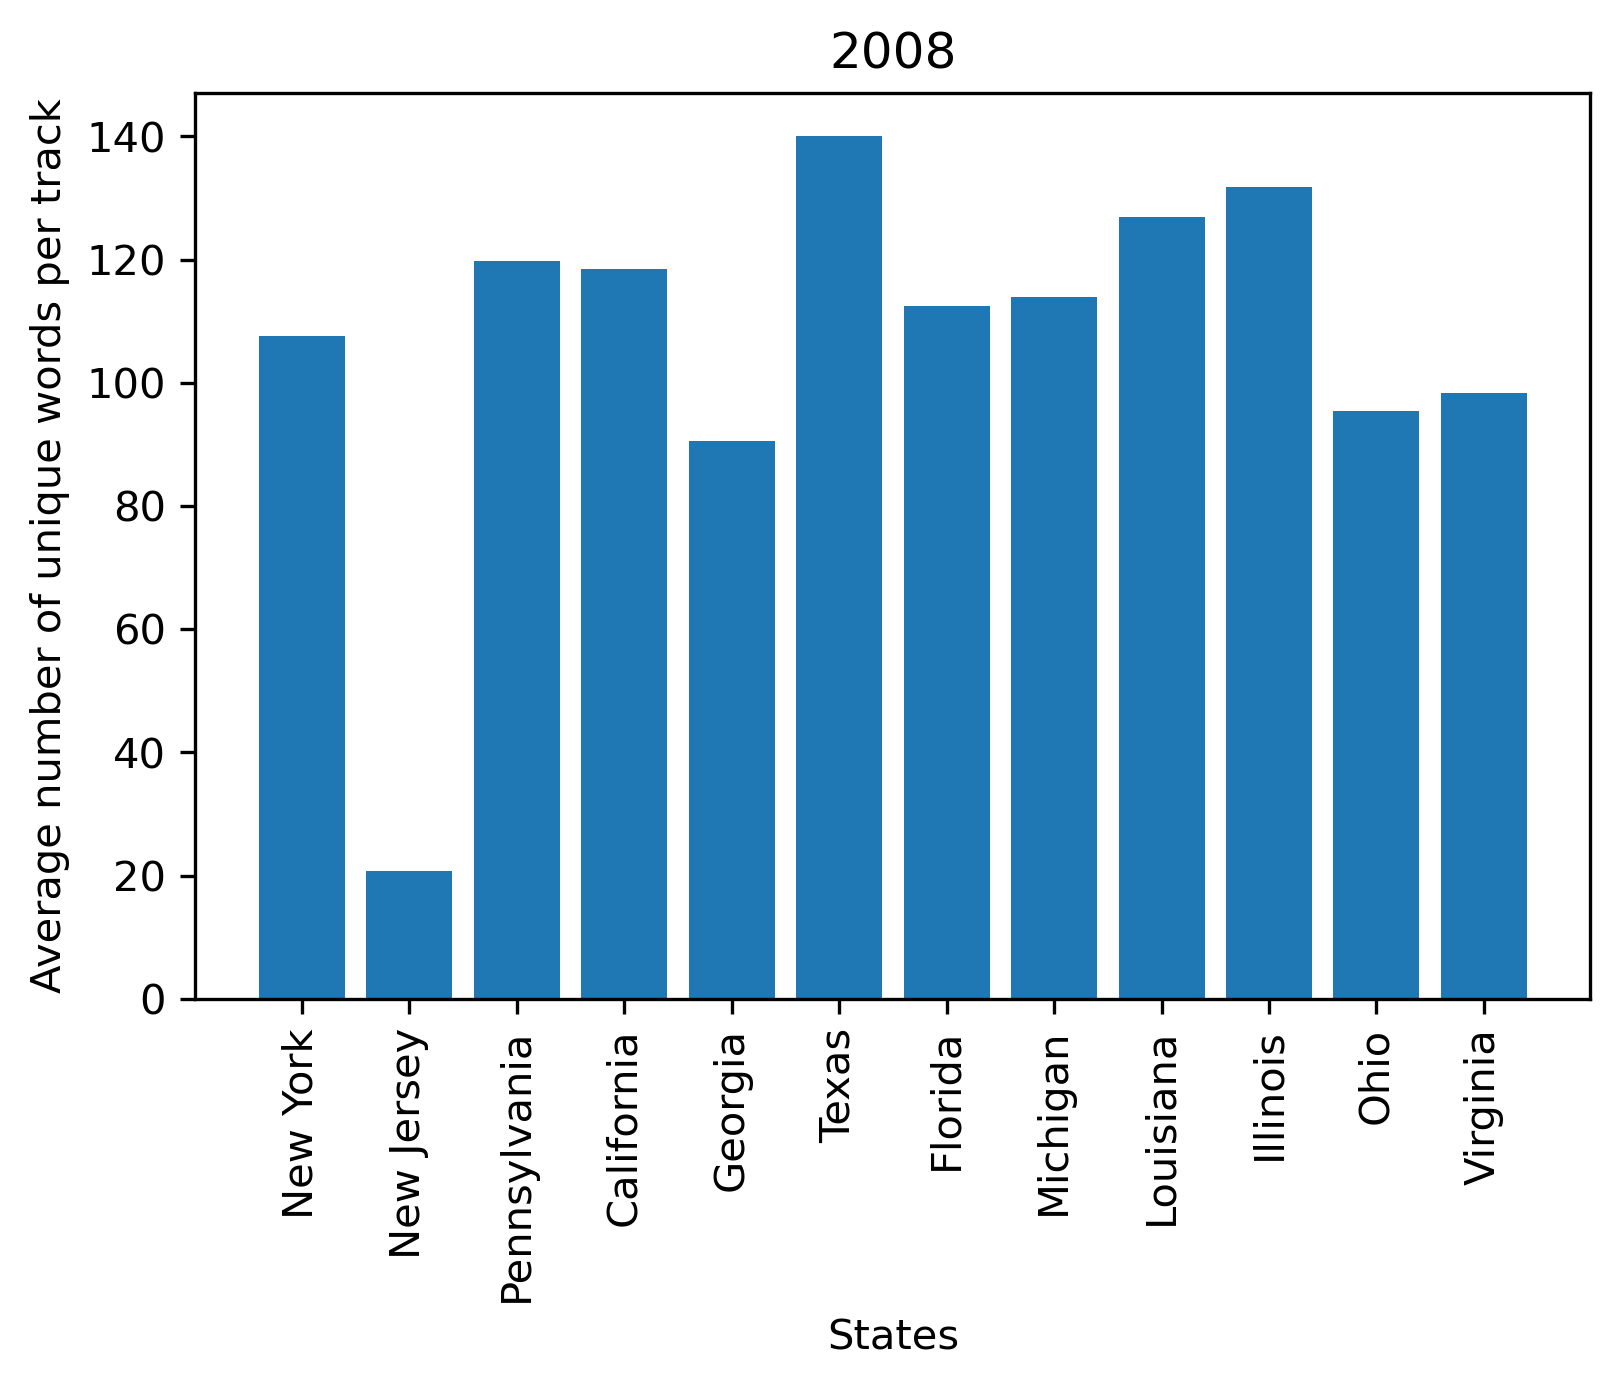 2008
Average number of unique words per track
140
120
100
80
60
40
20
0
New York
New Jersey
Pennsylvania
California
Georgia
Texas
Florida
Michigan
Louisiana
Illinois
Ohio
Virginia
States